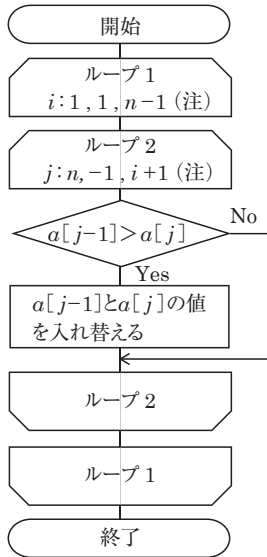 開始
ループ1
i:1,1,n-1(注)
ループ2
j:n,-1,i+1(注)
a[j-1]>a[j]
No
Yes
a[j-1]とa[j]の値
を入れ替える
ループ2
ループ1
終了